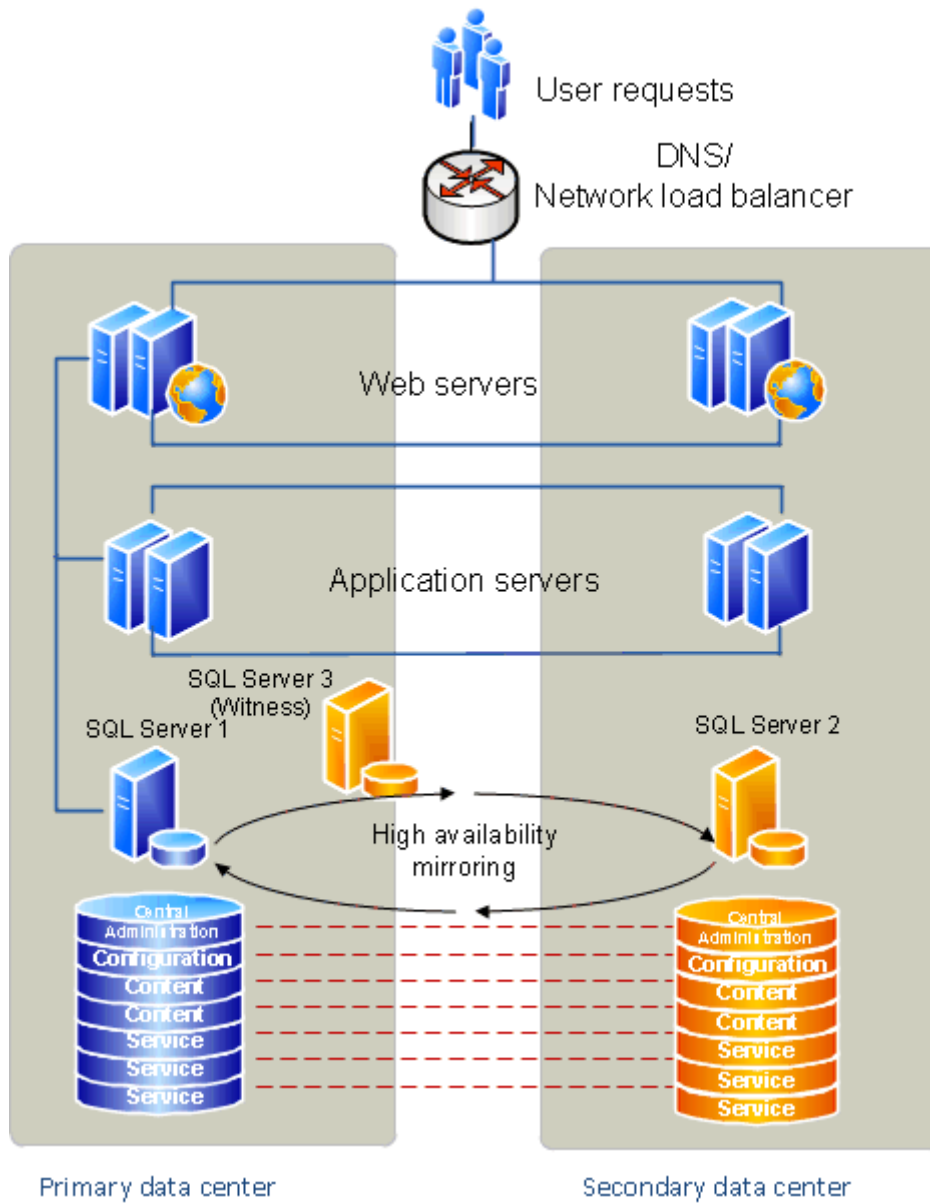 User requests
DNS/
Network load balancer
Web servers
Application servers
SQL Server 3
(Witness)
SQL Server 1
SQL Server 2
High availability
mirroring
Central
Administration
Configuration
Content
Content
Service
Service
Service
Central
Administration
Configuration
Content
Content
Service
Service
Service
Primary data center
Secondary data center